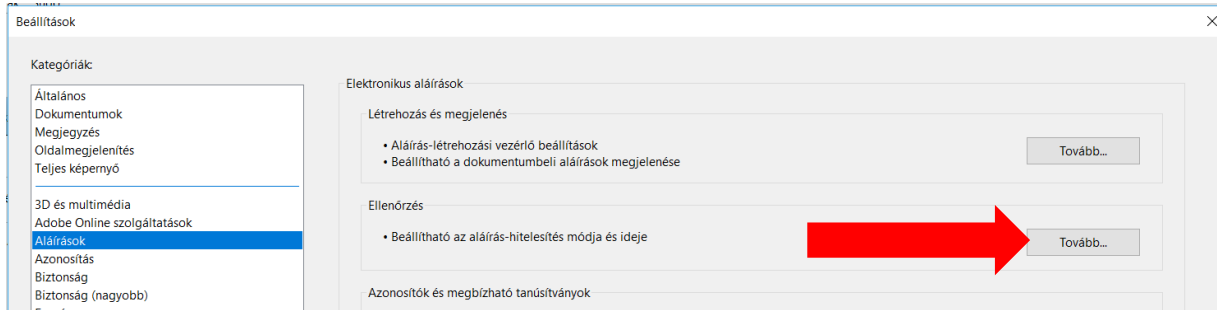 Beállítások
Kategóriák:
Általános
Dokumentumok
Megjegyzés
Oldalmegjelenítés
Teljes képernyő
3D és multimédia
Adobe Online szolgáltatások
Aláírások
Azonosítás
Biztonság
Biztonság (nagyobb)
Elektronikus aláírások
Létrehozás és megjelenés
• Aláírás-létrehozási vezérlő beállítások
• Beállítható a dokumentumbeli aláírások megjelenése
Tovább...
Ellenőrzés
• Beállítható az aláírás-hitelesítés módja és ideje
Tovább...
Azonosítók és megbízható tanúsítványok